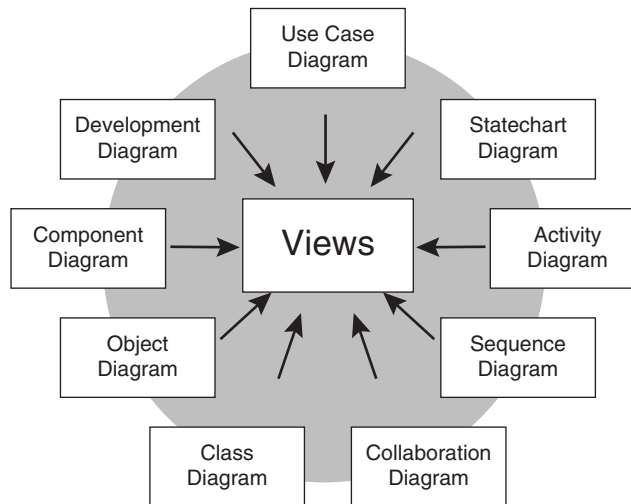 Use Case
Diagram
Development
Diagram
Statechart
Diagram
Component
Diagram
Views
Activity
Diagram
Object
Diagram
Sequence
Diagram
Class
Diagram
Collaboration
Diagram